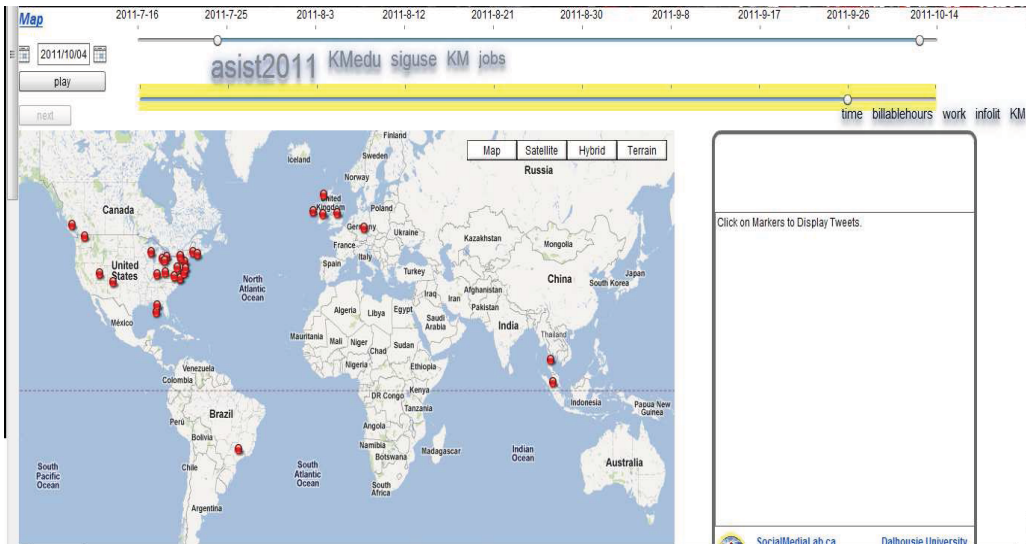 Map
2011-7-16 2011-7-25 2011-8-3 2011-8-12 2011-8-21 2011-8-30 2011-9-8 2011-9-17 2011-9-26 2011-10-14
2011/10/04
play
next
asist2011 KMedu siguse KM jobs
time billablehours work infolit KM
Map Satellite Hybrid Terrain
Finland
Iceland
Sweden
Russia
Norway
Canada
United
Kingdom
Poland
Germany
Ukraine
Kazakhstan
Mongolia
France
Italy
Spain
Turkey
United
States
North
Atlantic
Ocean
China
Japan
South Korea
Afghanistan
Iraq
Iran
Pakistan
Algeria
Libya
Egypt
Saudi
Arabia
India
Thailand
México
Mauritania
Mali
Niger
Chad
Sudan
Nigeria
Ethiopia
Venezuela
Colombia
DR Congo
Kenya
Indonesia
Papua New
Guinea
Tanzania
Brazil
Perú
Angola
Bolivia
Namibia
Botswana
Madagascar
Indian
Ocean
Australia
South
Pacific
Ocean
Chile
South
Atlantic
Ocean
South
Africa
Argentina
Click on Markers to Display Tweets.
SocialMediaLab.ca Dalhousie University